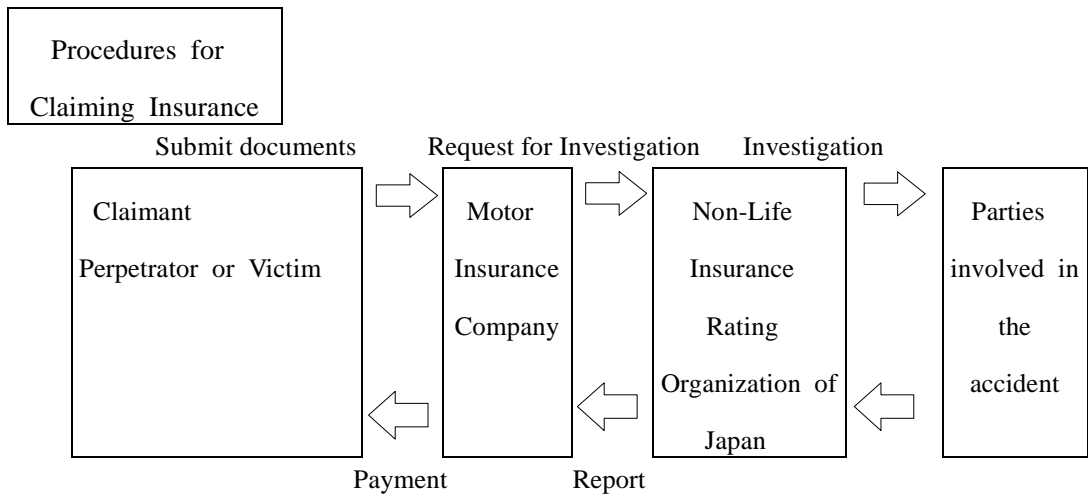 Procedures for
Claiming Insurance
Submit documents
Request for Investigation
Investigation
Claimant
Perpetrator or Victim
Motor
Insurance
Company
Non-Life
Insurance
Rating
Organization of
Japan
Parties
involved in
the
accident
Payment
Report